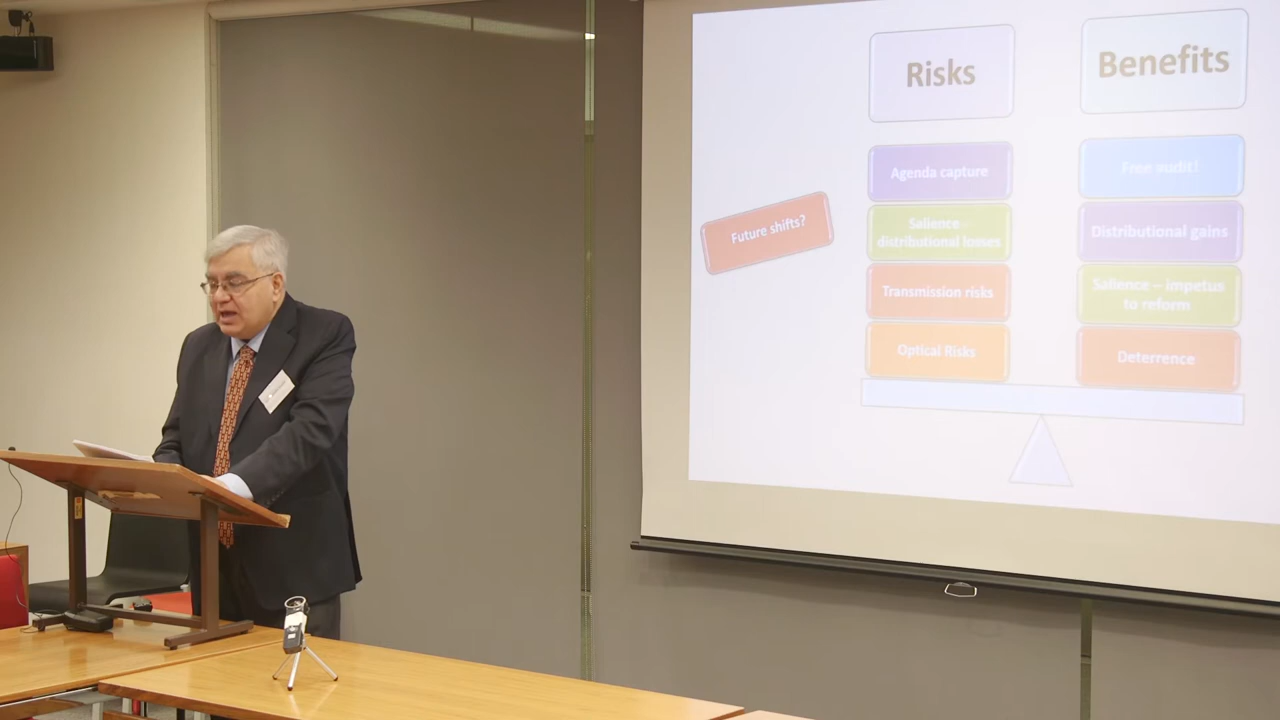 Risks
Benefits
Agenda capture
Free audit!
Future shifts?
Salience -
distributional losses
Distributional gains
Transmission risks
Salience – impetus
to reform
Optical Risks
Deterrence